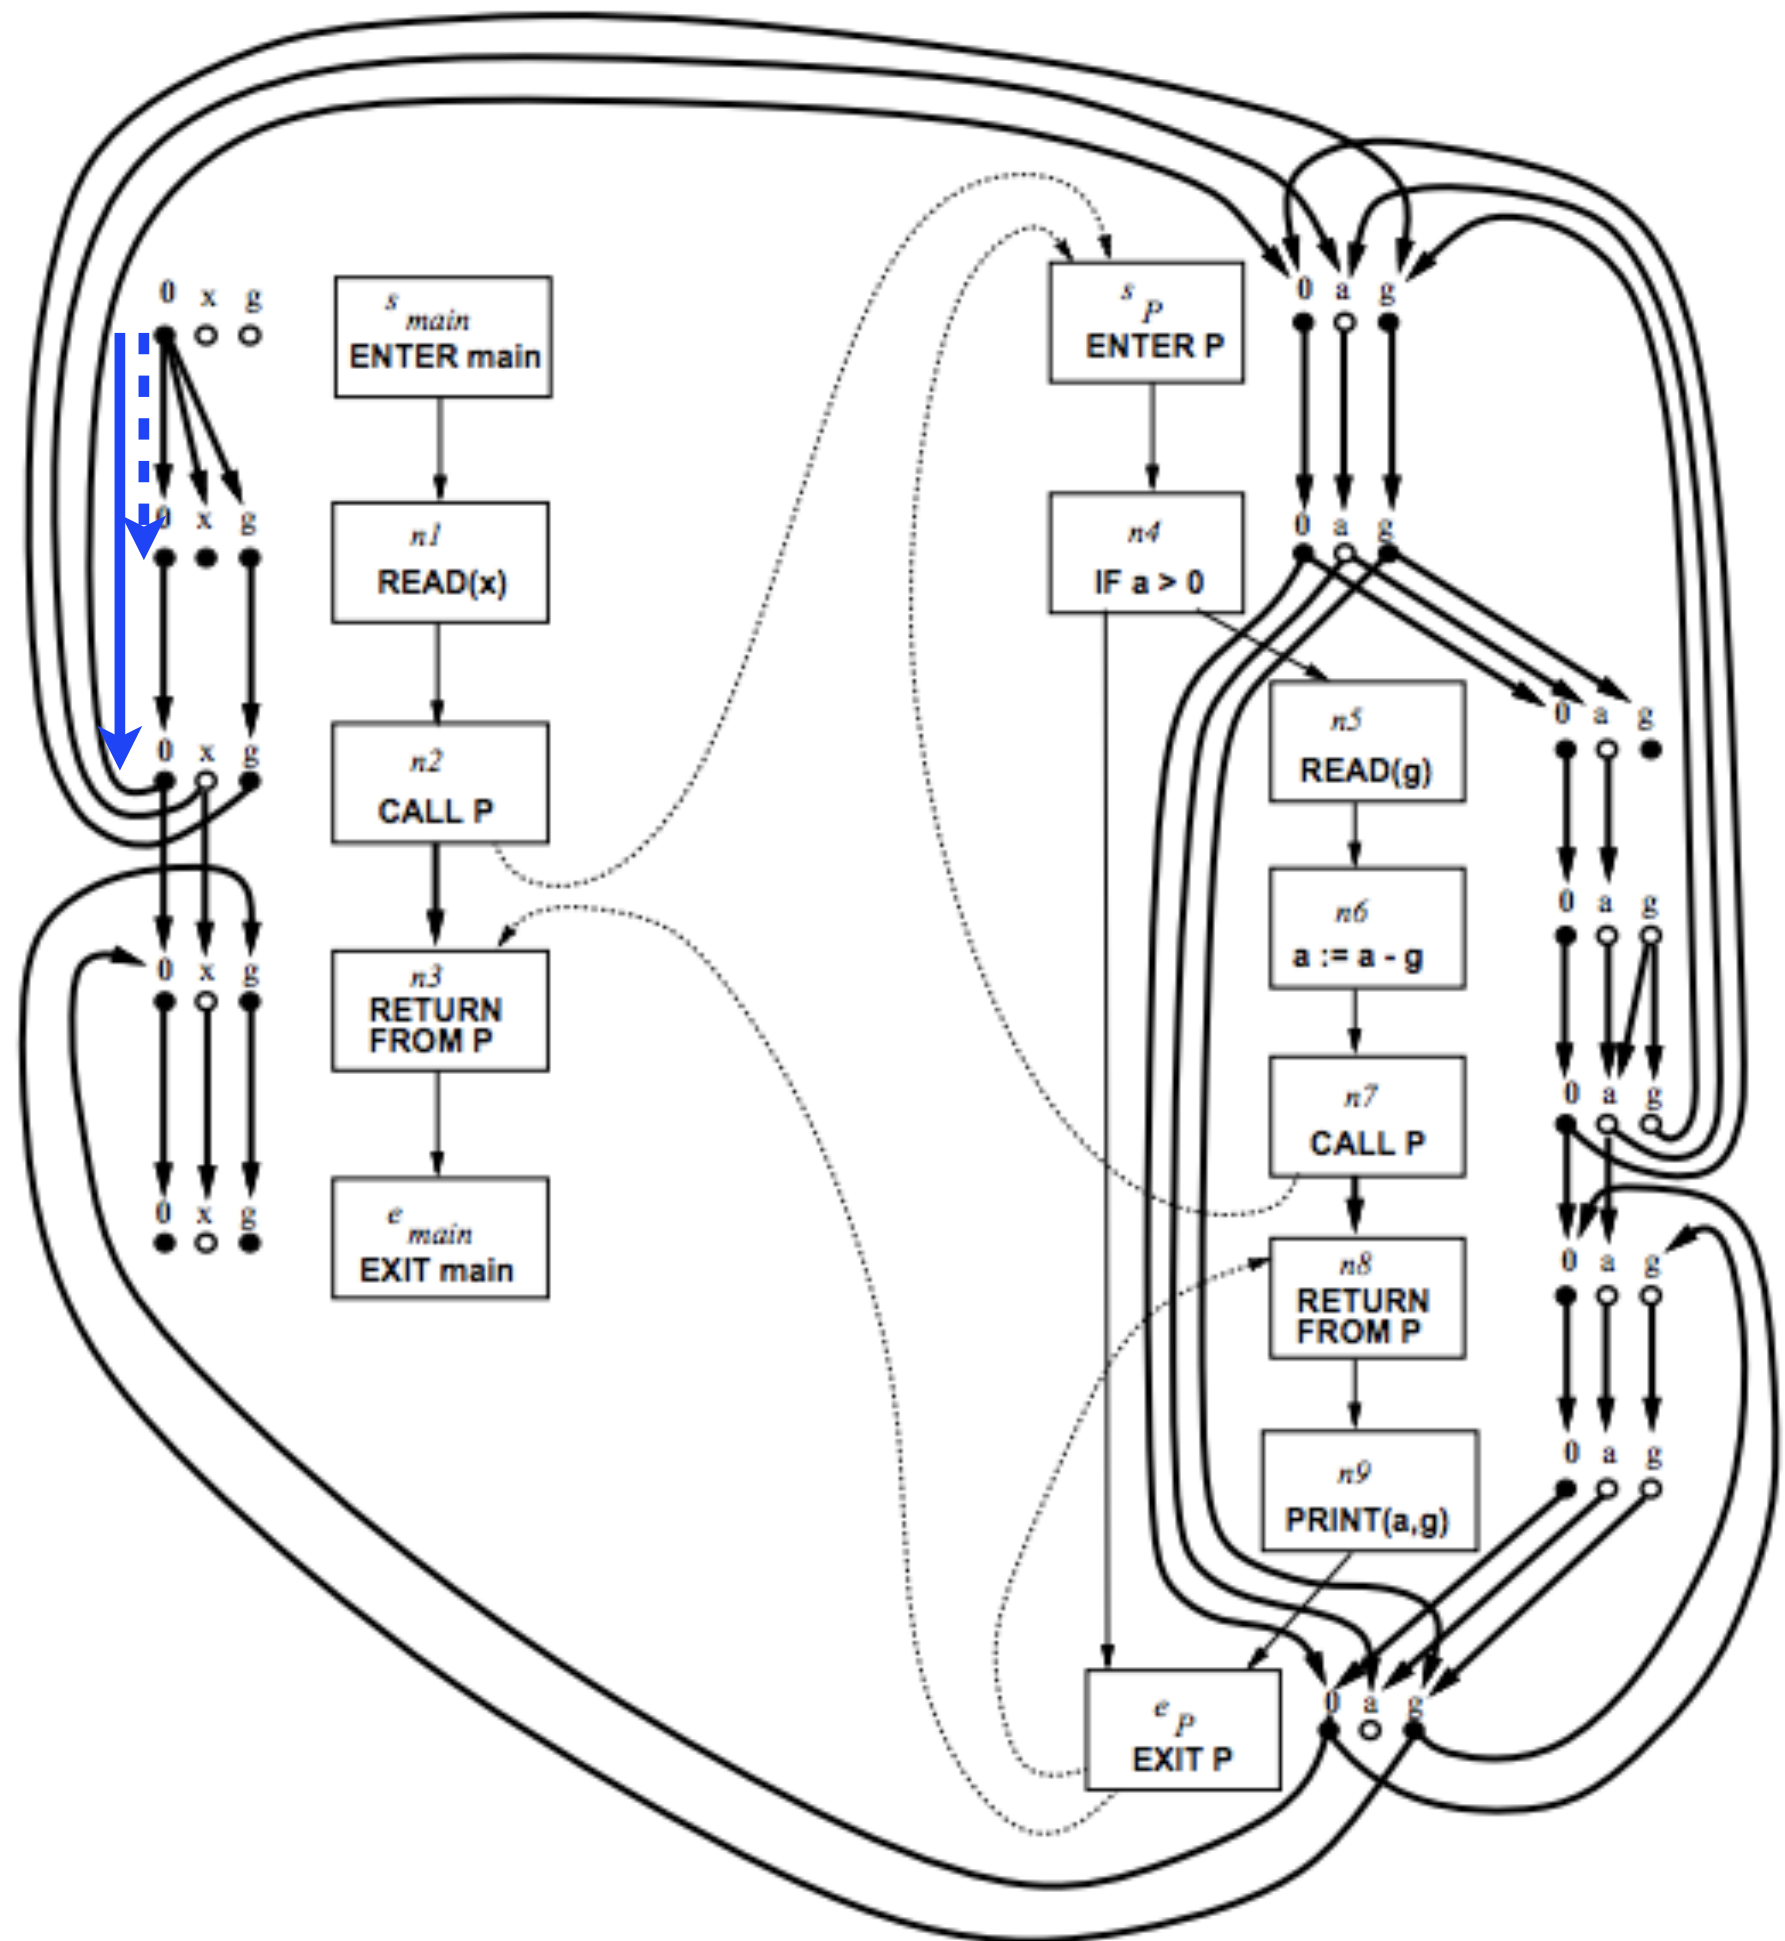 0 x g
s main
ENTER main
0 x g
n1
READ(x)
0 x g
n2
CALL P
0 x g
n3
RETURN
FROM P
0 x g
e main
EXIT main
s P
ENTER P
0 a g
n4
IF a > 0
0 a g
n5
READ(g)
0 a g
n6
a := a - g
0 a g
n7
CALL P
0 a g
n8
RETURN
FROM P
0 a g
n9
PRINT(a,g)
0 a g
e P
EXIT P
0 a g